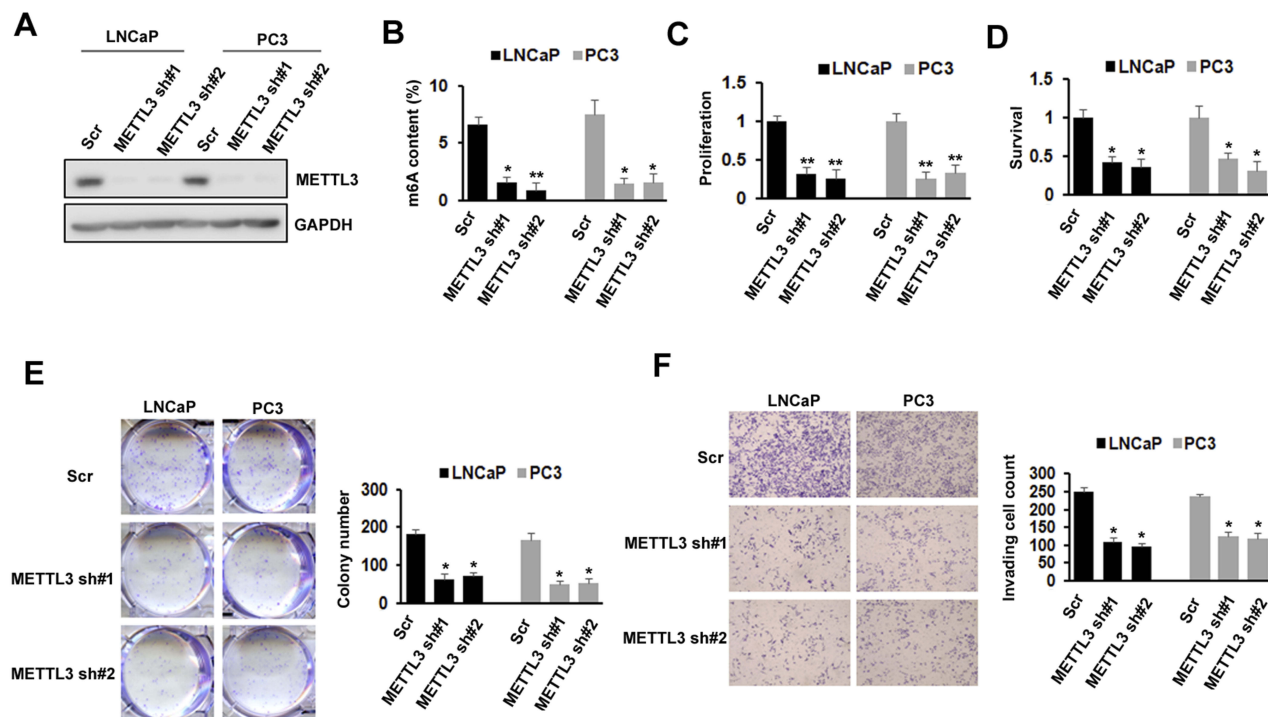 A
LNCaP PC3
Scr METTL3 sh#1 METTL3 sh#2 Scr METTL3 sh#1 METTL3 sh#2
METTL3
GAPDH
B
LNCaP PC3
m6A content (%)
10
5
0
Scr METTL3 sh#1 METTL3 sh#2 Scr METTL3 sh#1 METTL3 sh#2
* ** * *
C
LNCaP PC3
Proliferation
1.5
1
0.5
0
Scr METTL3 sh#1 METTL3 sh#2 Scr METTL3 sh#1 METTL3 sh#2
** ** ** **
D
LNCaP PC3
Survival
1.5
1
0.5
0
Scr METTL3 sh#1 METTL3 sh#2 Scr METTL3 sh#1 METTL3 sh#2
* * * *
E
LNCaP PC3
Scr
METTL3 sh#1
METTL3 sh#2
LNCaP PC3
Colony number
300
200
100
0
Scr METTL3 sh#1 METTL3 sh#2 Scr METTL3 sh#1 METTL3 sh#2
* * * *
F
LNCaP PC3
Scr
METTL3 sh#1
METTL3 sh#2
LNCaP PC3
Invading cell count
300
250
200
150
100
50
0
Scr METTL3 sh#1 METTL3 sh#2 Scr METTL3 sh#1 METTL3 sh#2
* * * *